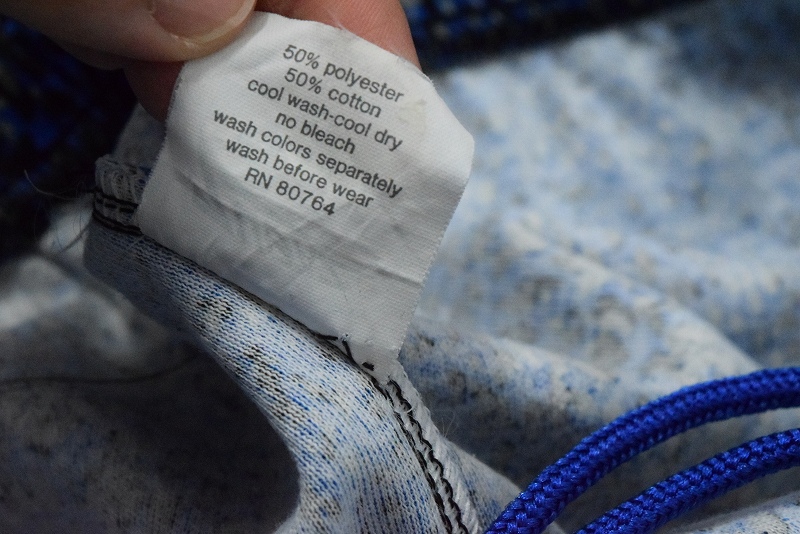 50% polyester
50% cotton
cool wash-cool dry
no bleach
wash colors separately
wash before wear
RN 80764